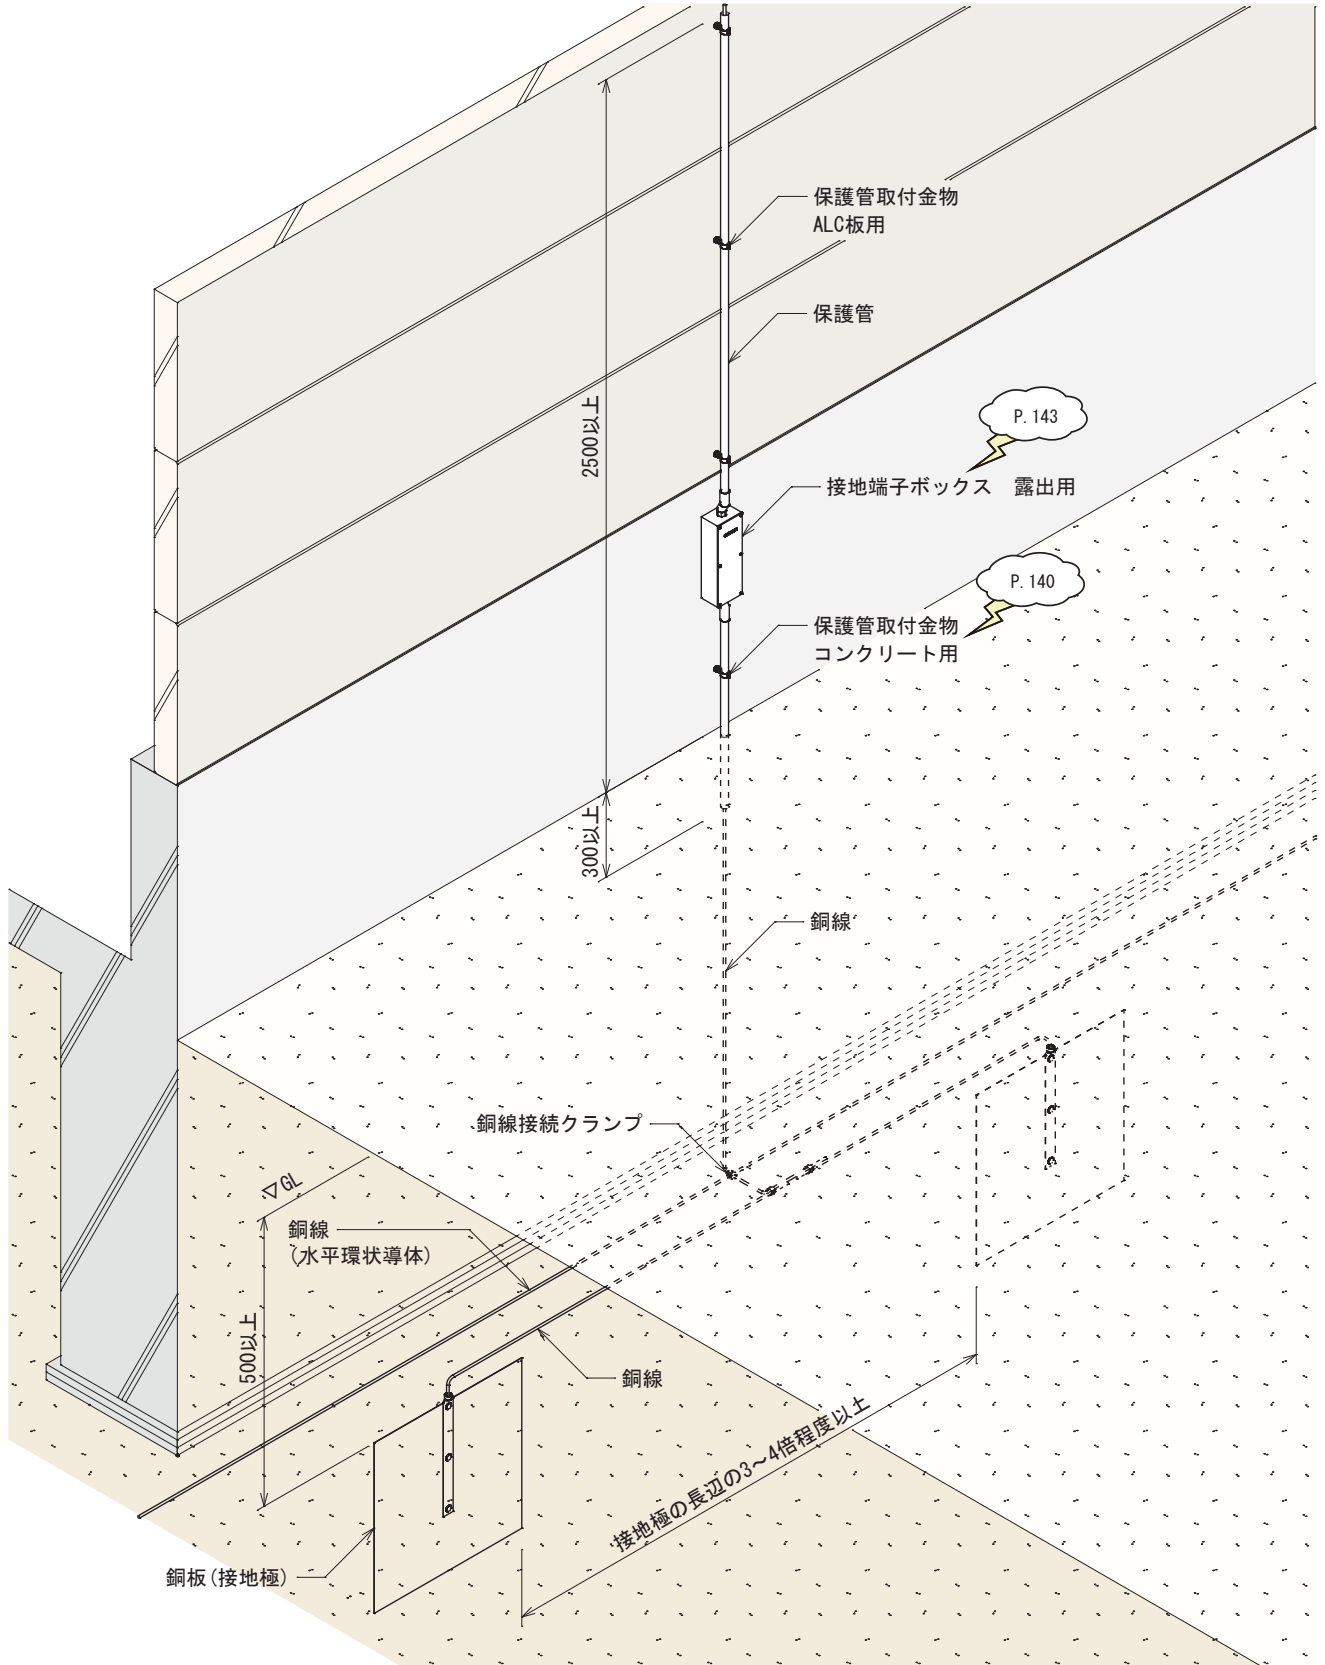 保護管取付金物
ALC板用
保護管
P. 143
2500以上
接地端子ボックス　露出用
P. 140
保護管取付金物
コンクリート用
300以上
銅線
銅線接続クランプ
▽GL
銅線
(水平環状導体)
500以上
銅線
接地極の長辺の3～4倍程度以上
銅板(接地極)